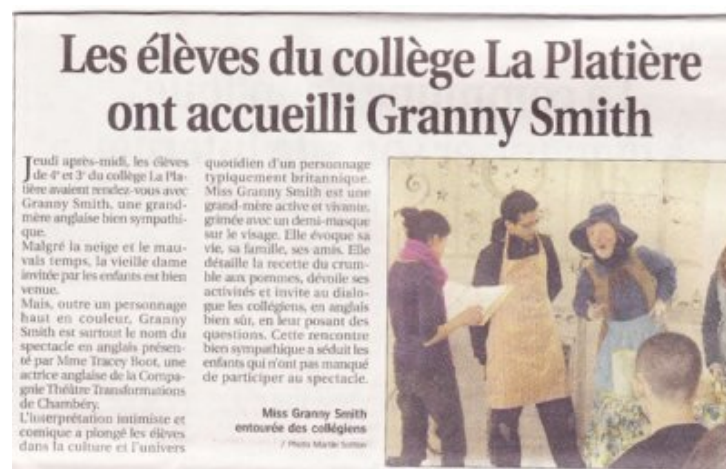 Les élèves du collège La Platière
ont accueilli Granny Smith
Jeudi après-midi, les élèves
de 4e et 3e du collège La Pla-
tière avaient rendez-vous avec
Granny Smith, une grand-
mère anglaise bien sympathi-
que.
Malgré la neige et le mau-
vais temps, la vieille dame
invitée par les enfants est bien
venue.
Mais, outre un personnage
haut en couleur, Granny
Smith est surtout le nom du
spectacle en anglais présen-
té par Mme Tracey Boot, une
actrice anglaise de la Compa-
gnie Théâtre Transformations
de Chambéry.
L'interprétation intimiste et
comique a plongé les élèves
dans la culture et l'univers
quotidien d'un personnage
typiquement britannique.
Miss Granny Smith est une
grand-mère active et vivante,
grimée avec un demi-masque
sur le visage. Elle évoque sa
vie, sa famille, ses amis. Elle
détaille la recette du crum-
ble aux pommes, dévoile ses
activités et invite au dialo-
gue les collégiens, en anglais
bien sûr, en leur posant des
questions. Cette rencontre
bien sympathique a séduit les
enfants qui n'ont pas manqué
de participer au spectacle.
Miss Granny Smith
entourée des collégiens
/ Photo